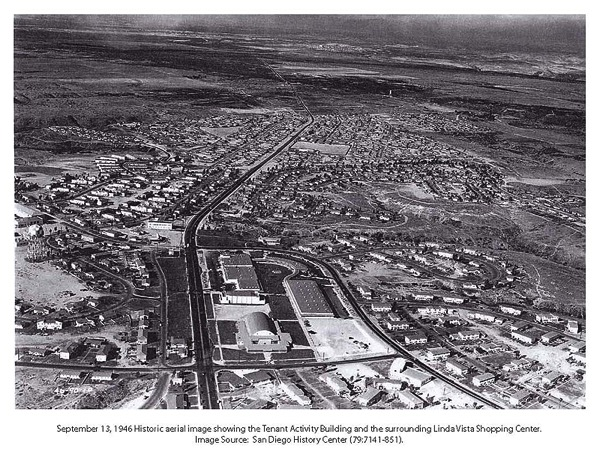 September 13, 1946 Historic aerial image showing the Tenant Activity Building and the surrounding Linda Vista Shopping Center.
Image Source: San Diego History Center (79:7141-851).